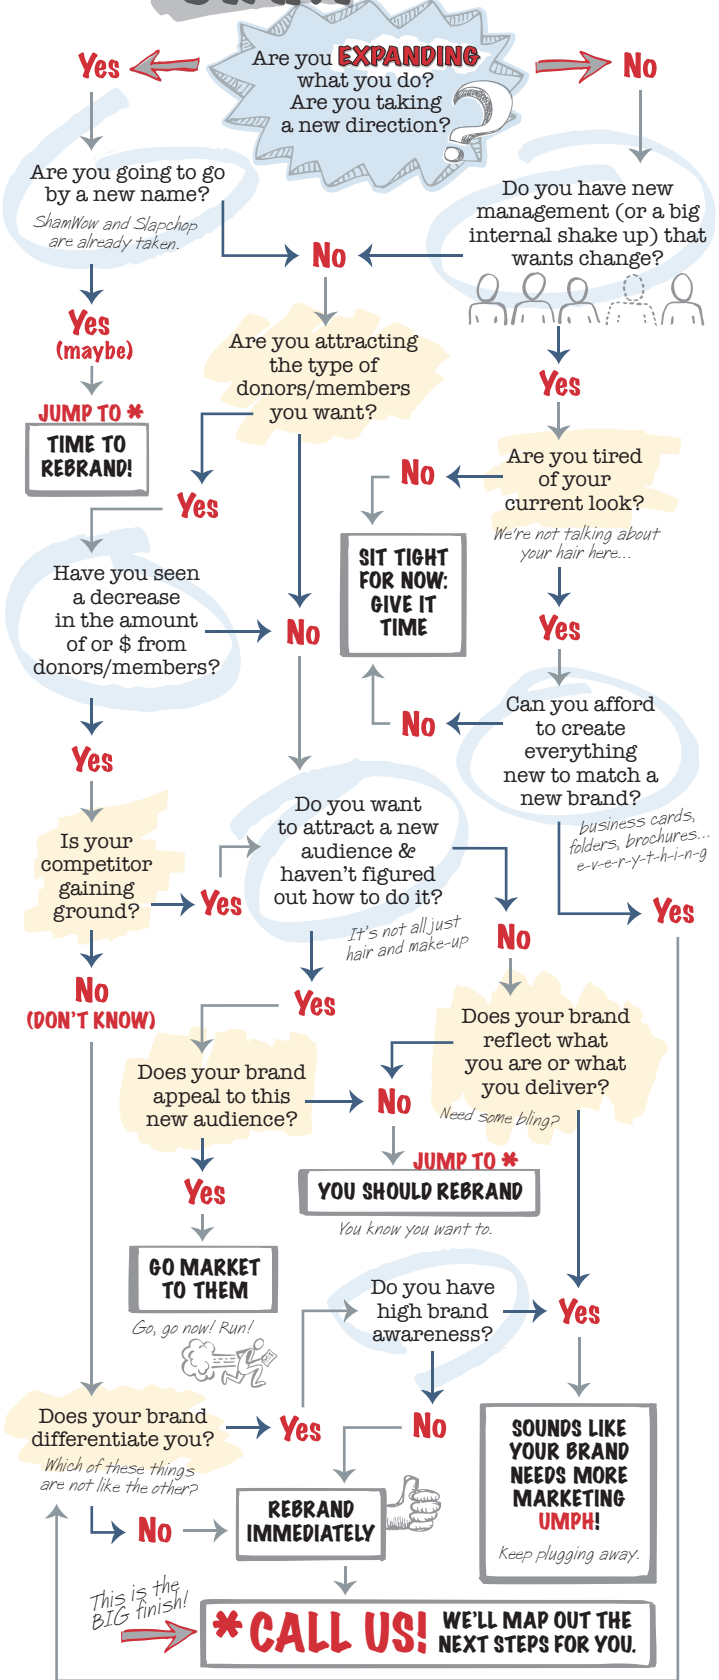 Are you EXPANDING
what you do?
Are you taking
a new direction?
Yes
No
Are you going to go
by a new name?
ShamWow and Slapchop
are already taken.
Do you have new
management (or a big
internal shake up) that
wants change?
No
Yes
(maybe)
JUMP TO *
TIME TO
REBRAND!
Are you attracting
the type of
donors/members
you want?
Yes
Yes
Are you tired
of your
current look?
We're not talking about
your hair here...
No
SIT TIGHT
FOR NOW:
GIVE IT
TIME
Have you seen
a decrease
in the amount
of or $ from
donors/members?
No
Yes
Can you afford
to create
everything
new to match a
new brand?
business cards,
folders, brochures...
e-v-e-r-y-t-h-i-n-g
No
Yes
Yes
Is your
competitor
gaining
ground?
Yes
Do you want
to attract a new
audience &
haven't figured
out how to do it?
It's not all just
hair and make-up
No
No
(DON'T KNOW)
Yes
Does your brand
reflect what
you are or what
you deliver?
Need some bling?
Does your brand
appeal to this
new audience?
No
JUMP TO *
YOU SHOULD REBRAND
You know you want to.
Yes
GO MARKET
TO THEM
Go, go now! Run!
Do you have
high brand
awareness?
Yes
No
Does your brand
differentiate you?
Which of these things
are not like the other?
Yes
No
REBRAND
IMMEDIATELY
SOUNDS LIKE
YOUR BRAND
NEEDS MORE
MARKETING
UMPH!
Keep plugging away.
This is the
BIG finish!
* CALL US! WE'LL MAP OUT THE
NEXT STEPS FOR YOU.